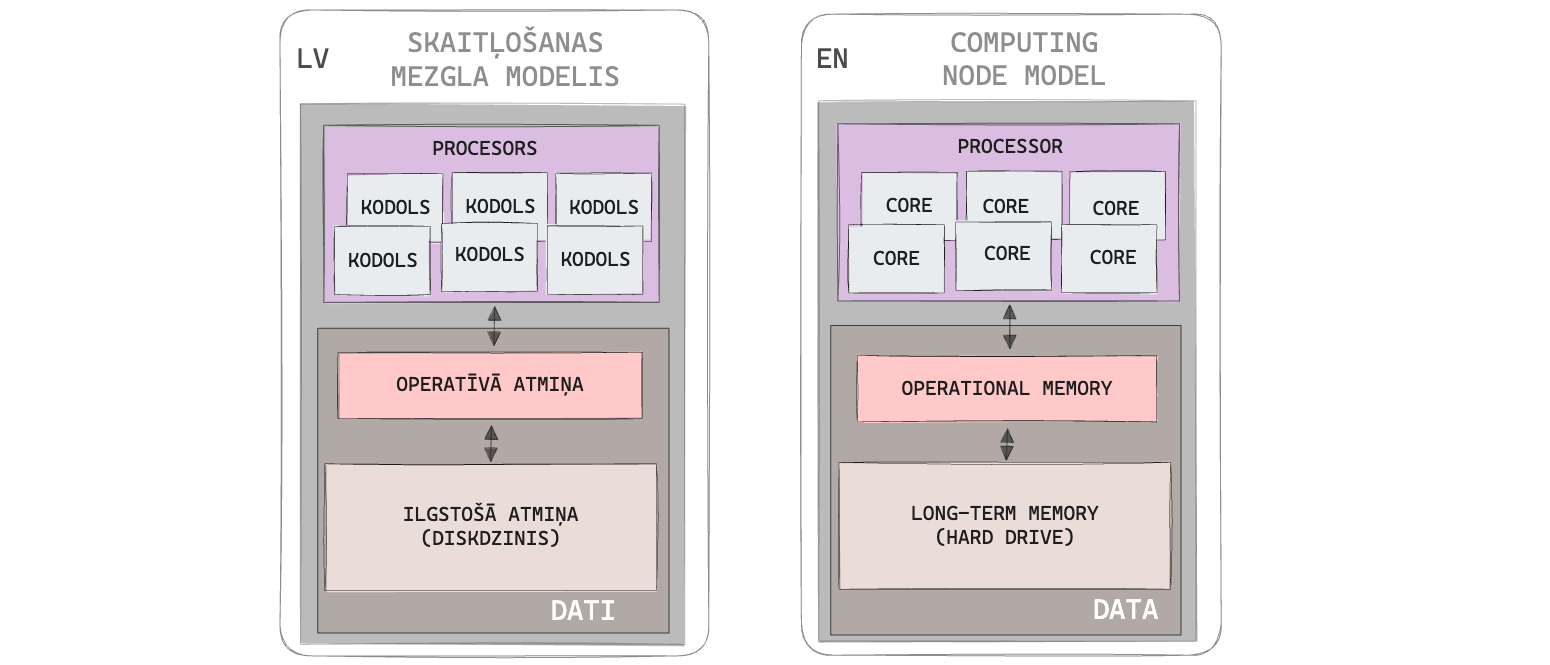 LV
SKAITĻOŠANAS
MEZGLA MODELIS
PROCESORS
KODOLS KODOLS KODOLS
KODOLS KODOLS KODOLS
OPERATĪVĀ ATMIŅA
ILGSTOŠĀ ATMIŅA
(DISKDZINIS)
DATI
EN
COMPUTING
NODE MODEL
PROCESSOR
CORE CORE CORE
CORE CORE CORE
OPERATIONAL MEMORY
LONG-TERM MEMORY
(HARD DRIVE)
DATA